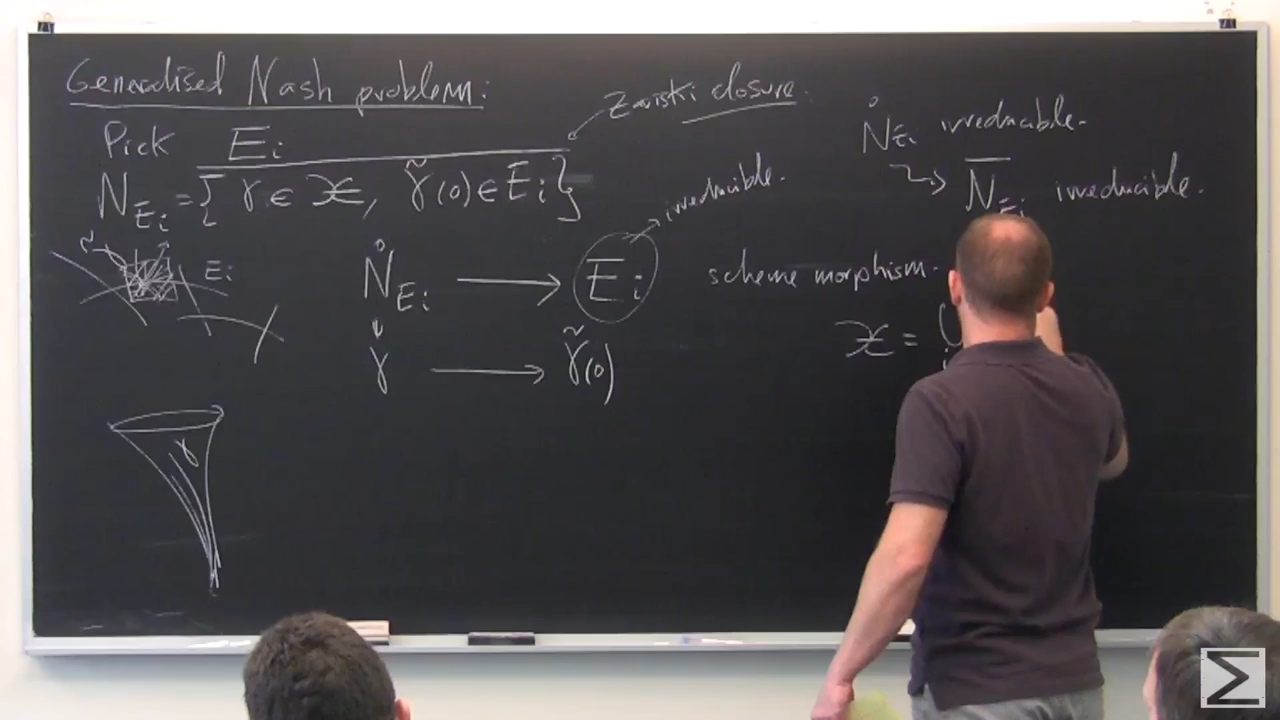 Generalised Nash problem:
Zariski closure.
Pick E_i
N_{E_i} = { γ ∈ 𝒳, γ̃(0) ∈ E_i }
E_i
N̊_{E_i} → E_i
irreducible.
γ → γ̃(0)
γ
N̊_{E_i} irreducible.
N̅_{E_i} irreducible.
scheme morphism.
𝒳 =
Σ